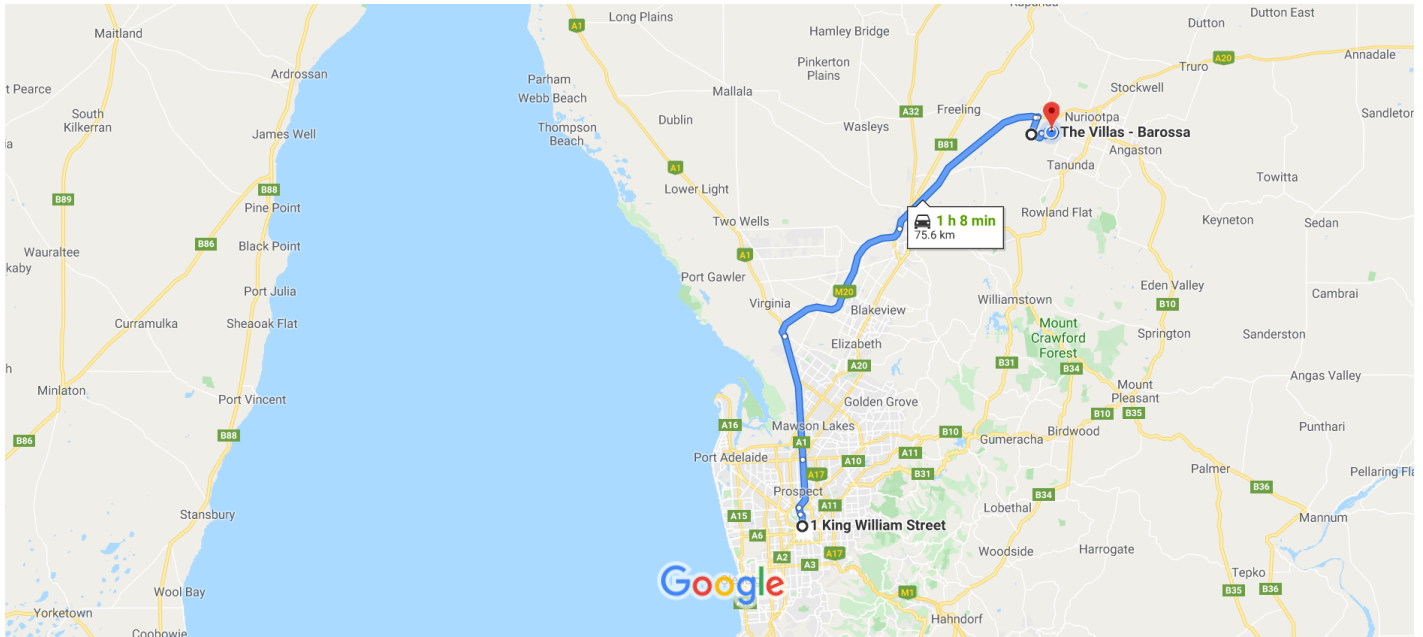 Long Plains
A1
Maitland
Hamley Bridge
Dutton
Dutton East
Ardrossan
Pinkerton
Plains
Truro
A20
Annadale
t Pearce
Parham
Webb Beach
Mallala
A32
Freeling
Stockwell
South
Kilkerran
James Well
Thompson
Beach
Dublin
Wasleys
Nuriootpa
Sandleton
The Villas - Barossa
B81
Angaston
A1
Tanunda
Towitta
B89
B88
Lower Light
Pine Point
Two Wells
Rowland Flat
Keyneton
Sedan
1 h 8 min
75.6 km
B86
Black Point
Wauraltee
kaby
A1
Port Gawler
Eden Valley
Port Julia
M20
Cambrai
Virginia
Williamstown
B10
Blakeview
Curramulka
Sheaoak Flat
Mount
Crawford
Forest
Springton
Sanderston
Elizabeth
A20
B31
B34
Angas Valley
Minlaton
Mount
Pleasant
Port Vincent
Golden Grove
B10
B35
A16
Mawson Lakes
B10
Birdwood
Punthari
B86
B88
A1
Gumeracha
A11
Port Adelaide
A10
Palmer
A17
B31
Pellaring Fla
B36
Prospect
B34
A11
Lobethal
Stansbury
A15
1 King William Street
Mannum
A6
A17
Woodside
Harrogate
A2
A3
Tepko
Google
Wool Bay
M1
B35
B36
Yorketown
Hahndorf
Coobowie